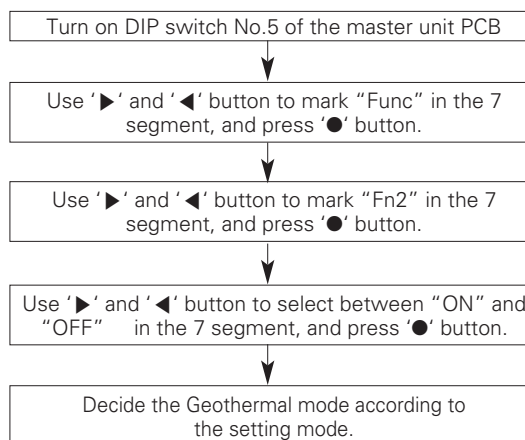 Turn on DIP switch No.5 of the master unit PCB
Use ‘▶‘ and ‘◀‘ button to mark “Func” in the 7
segment, and press ‘●‘ button.
Use ‘▶‘ and ‘◀‘ button to mark “Fn2” in the 7
segment, and press ‘●‘ button.
Use ‘▶‘ and ‘◀‘ button to select between “ON” and
“OFF” in the 7 segment, and press ‘●‘ button.
Decide the Geothermal mode according to
the setting mode.